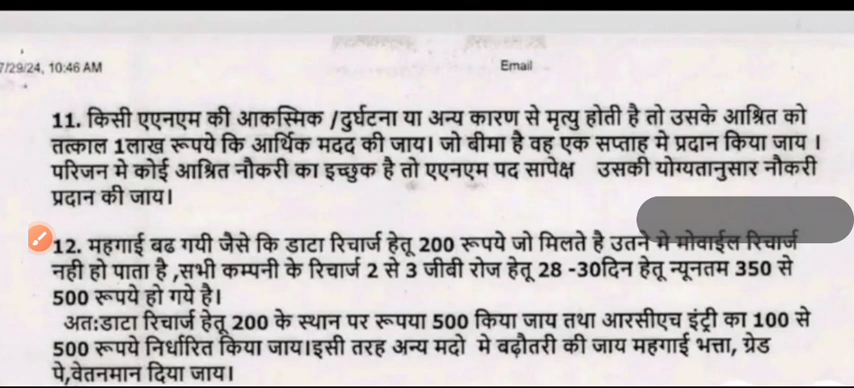 7/29/24, 10:46 AM
Email
11. किसी एएनएम की आकस्मिक /दुर्घटना या अन्य कारण से मृत्यु होती है तो उसके आश्रित को
तत्काल 1लाख रूपये कि आर्थिक मदद की जाय। जो बीमा है वह एक सप्ताह मे प्रदान किया जाय ।
परिजन मे कोई आश्रित नौकरी का इच्छुक है तो एएनएम पद सापेक्ष उसकी योग्यतानुसार नौकरी
प्रदान की जाय।
12. महगाई बढ गयी जैसे कि डाटा रिचार्ज हेतू 200 रूपये जो मिलते है उतने मे मोवाईल रिचार्ज
नही हो पाता है ,सभी कम्पनी के रिचार्ज 2 से 3 जीवी रोज हेतू 28 -30दिन हेतू न्यूनतम 350 से
500 रूपये हो गये है।
अत:डाटा रिचार्ज हेतू 200 के स्थान पर रूपया 500 किया जाय तथा आरसीएच इंट्री का 100 से
500 रूपये निर्धारित किया जाय।इसी तरह अन्य मदो मे बढ़ौतरी की जाय महगाई भत्ता, ग्रेड
पे,वेतनमान दिया जाय।